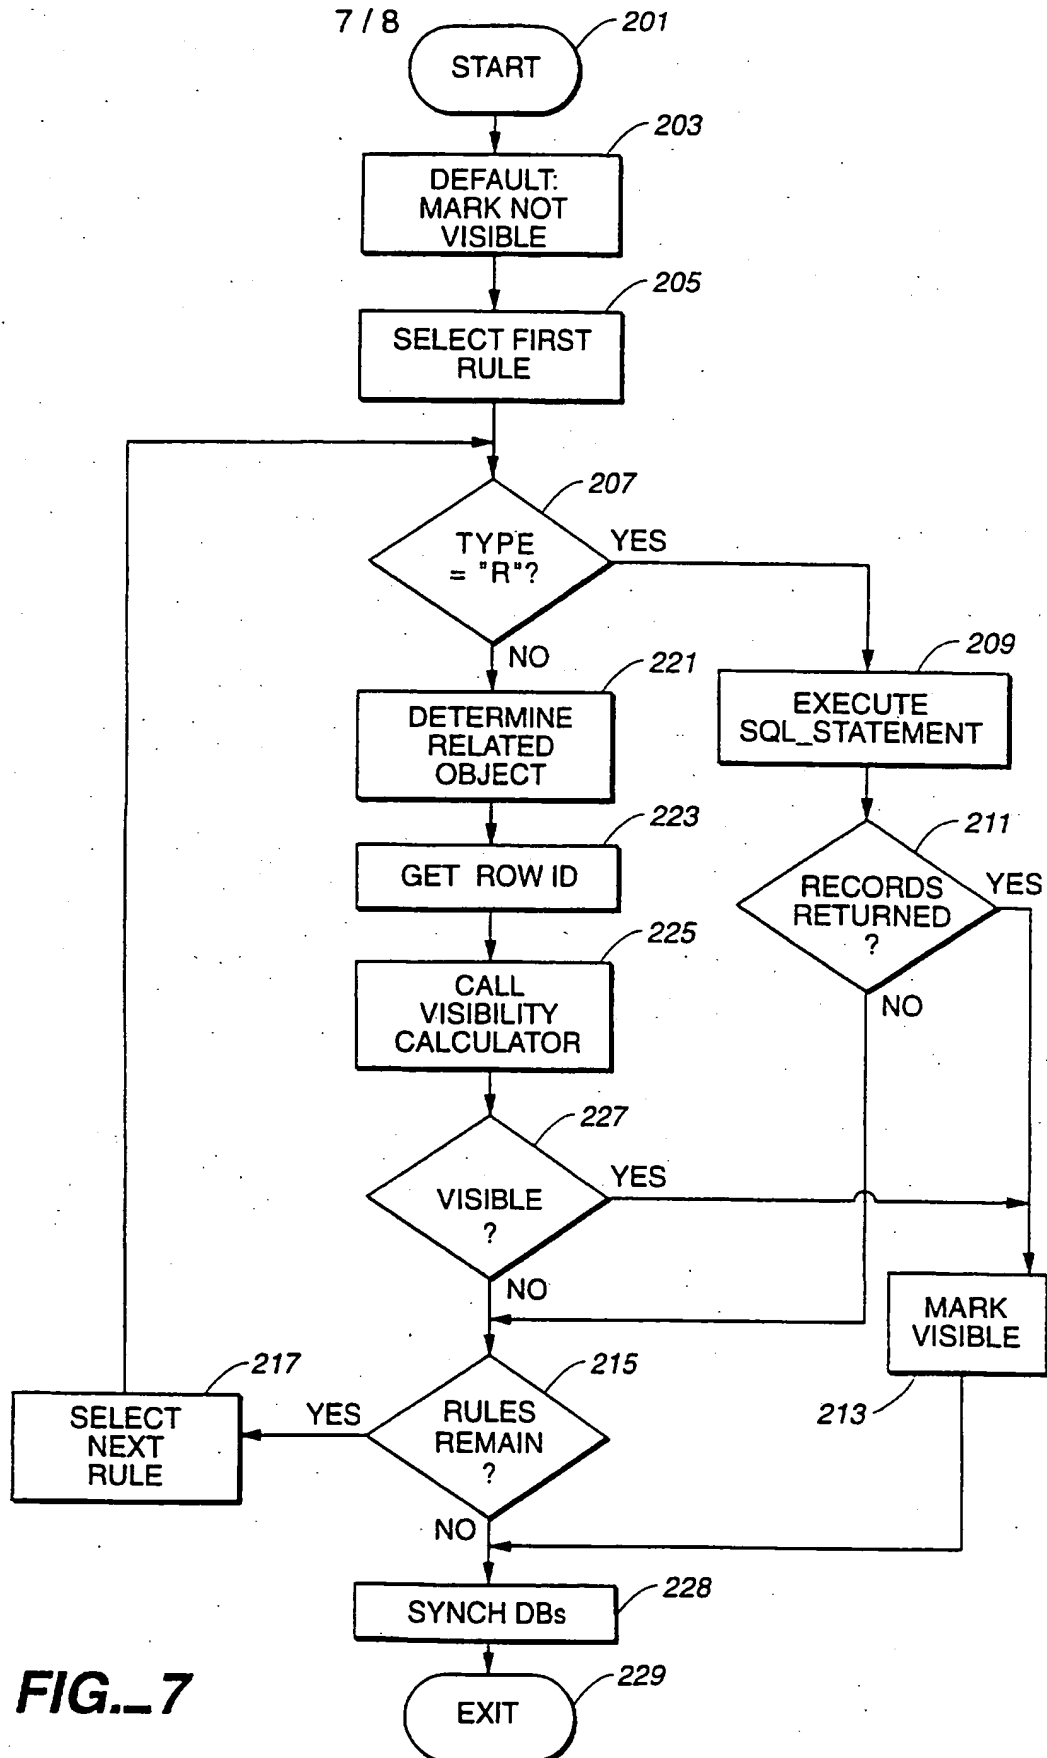 7 / 8
201
START
203
DEFAULT:
MARK NOT
VISIBLE
205
SELECT FIRST
RULE
207
TYPE
= "R"?
YES
NO
209
EXECUTE
SQL_STATEMENT
221
DETERMINE
RELATED
OBJECT
211
RECORDS
RETURNED
?
YES
NO
223
GET ROW ID
225
CALL
VISIBILITY
CALCULATOR
227
VISIBLE
?
YES
NO
MARK
VISIBLE
213
215
RULES
REMAIN
?
YES
NO
217
SELECT
NEXT
RULE
228
SYNCH DBs
229
EXIT
FIG._7